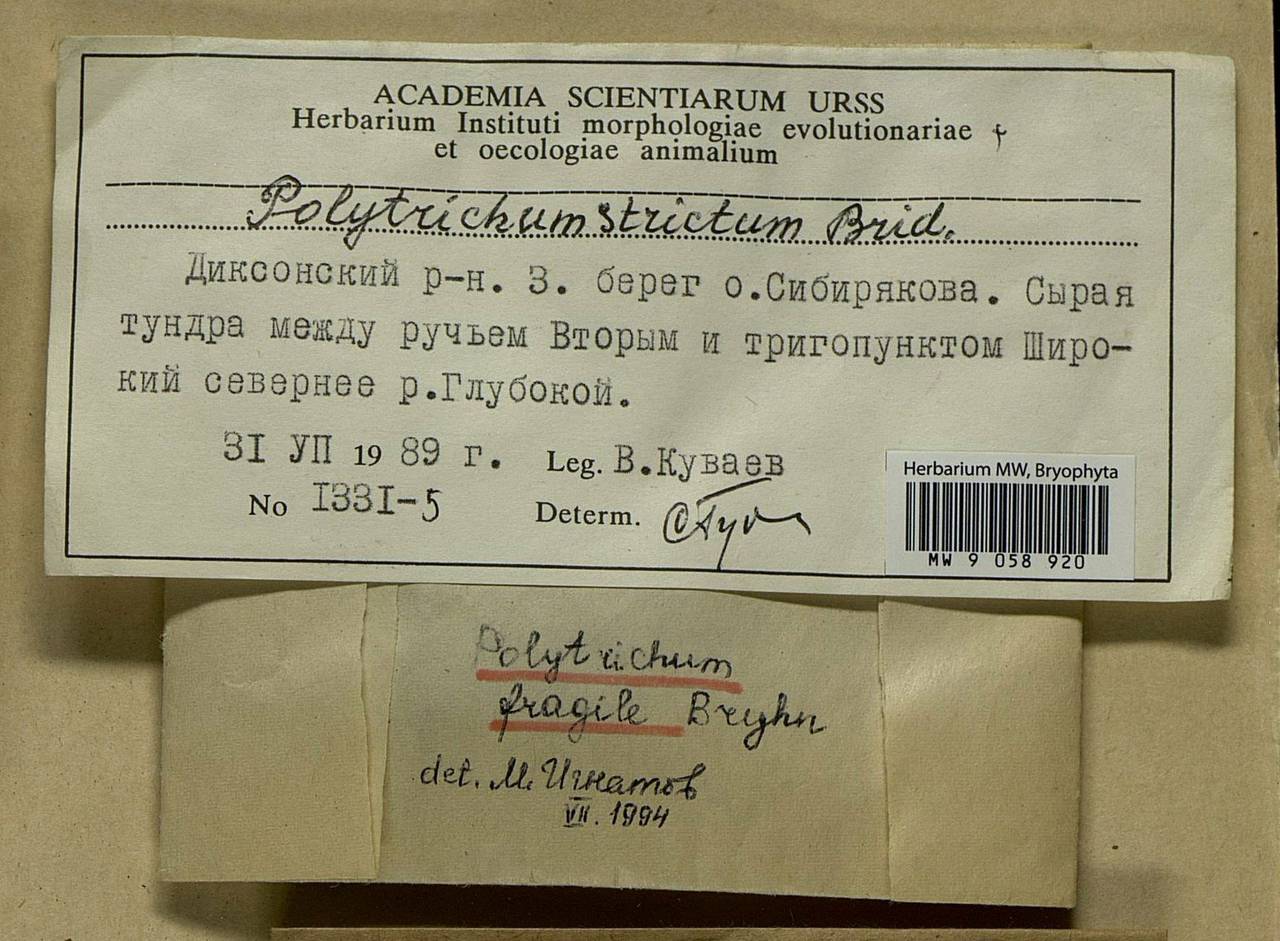 ACADEMIA SCIENTIARUM URSS
Herbarium Instituti morphologiae evolutionariae
et oecologiae animalium
Polytrichum strictum Brid.
Диксонский р-н. З. берег о.Сибирякова. Сырая
тундра между ручьем Вторым и тригопунктом Широ-
кий севернее р.Глубокой.
3I УП 19 89 г. Leg. В.Куваев
No I33I-5 Determ.
Herbarium MW, Bryophyta
MW 9 058 920
Polytrichum
fragile Bryhn
det. М. Игнатов
VII. 1994